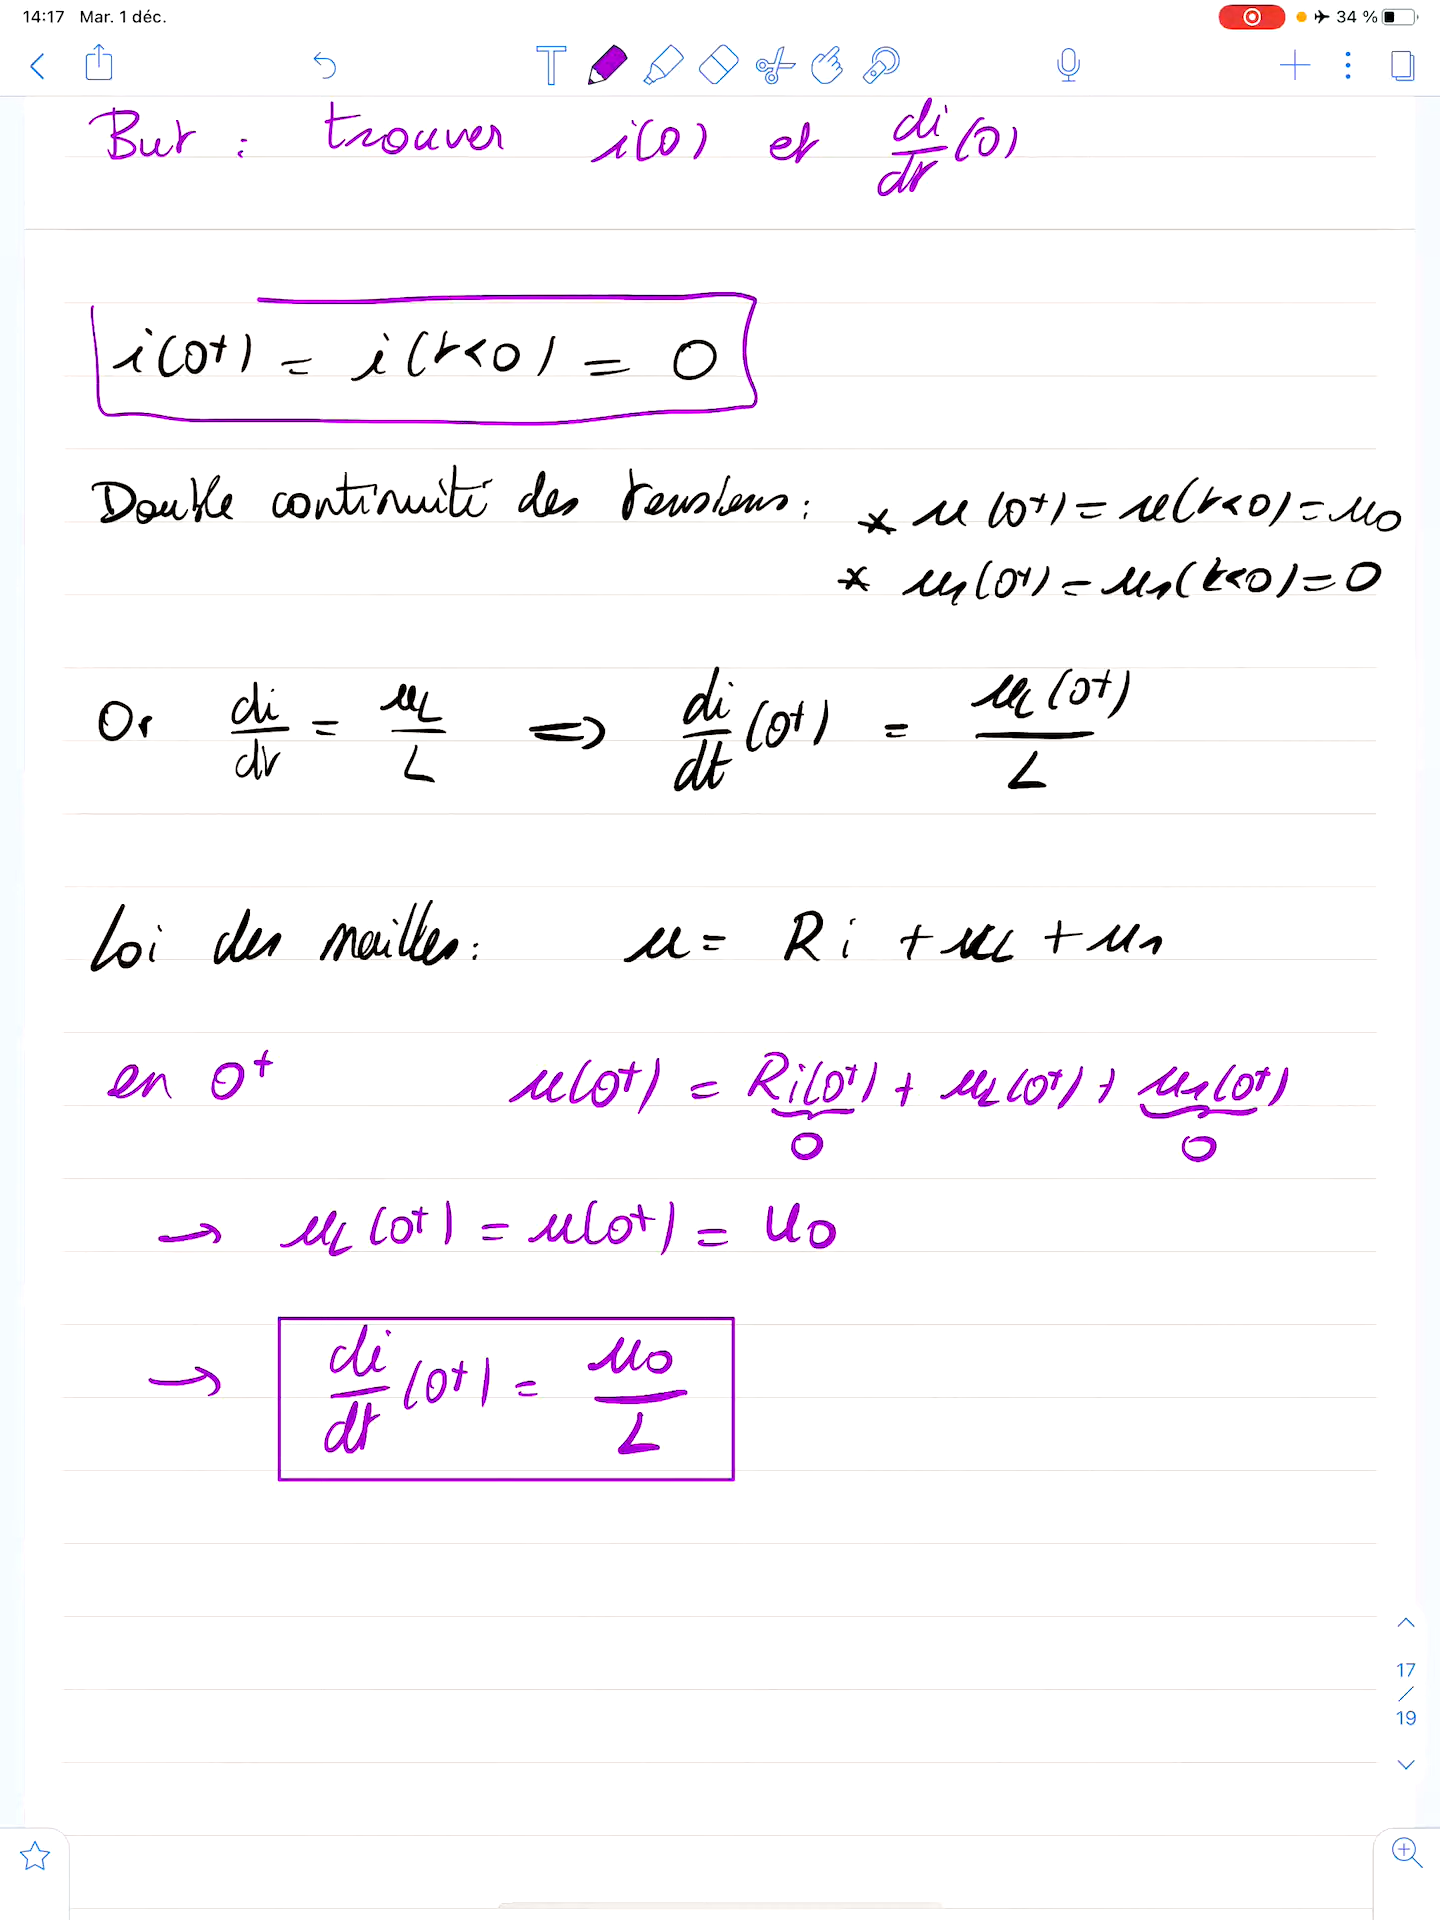 14:17 Mar. 1 déc. 34 %
T
But : trouver i(0) et di/dt (0)
i(0+) = i(t<0) = 0
Double continuité des tensions : * u(0+) = u(t<0) = u0
* u1(0+) = u1(t<0) = 0
Or di/dt = uL/L <=> di/dt (0+) = uL(0+)/L
Loi des mailles : u = Ri + uL + u1
en 0+ u(0+) = Ri(0+) + uL(0+) + u1(0+)
0 0
→ uL(0+) = u(0+) = u0
→ di/dt (0+) = u0/L
17
/
19